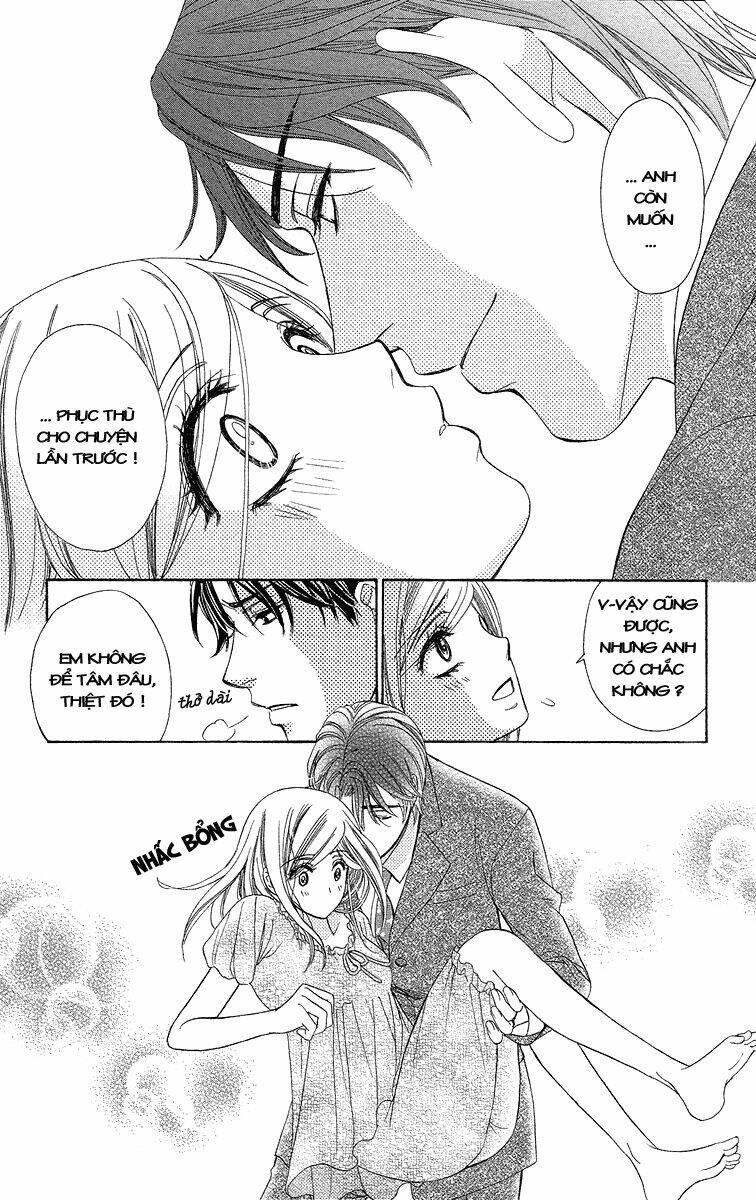 ... ANH
CÒN
MUỐN
...
... PHỤC THÙ
CHO CHUYỆN
LẦN TRƯỚC !
V-VẬY CŨNG
ĐƯỢC,
NHƯNG ANH
CÓ CHẮC
KHÔNG ?
EM KHÔNG
ĐỂ TÂM ĐÂU,
THIỆT ĐÓ !
thở dài
NHẤC BỔNG